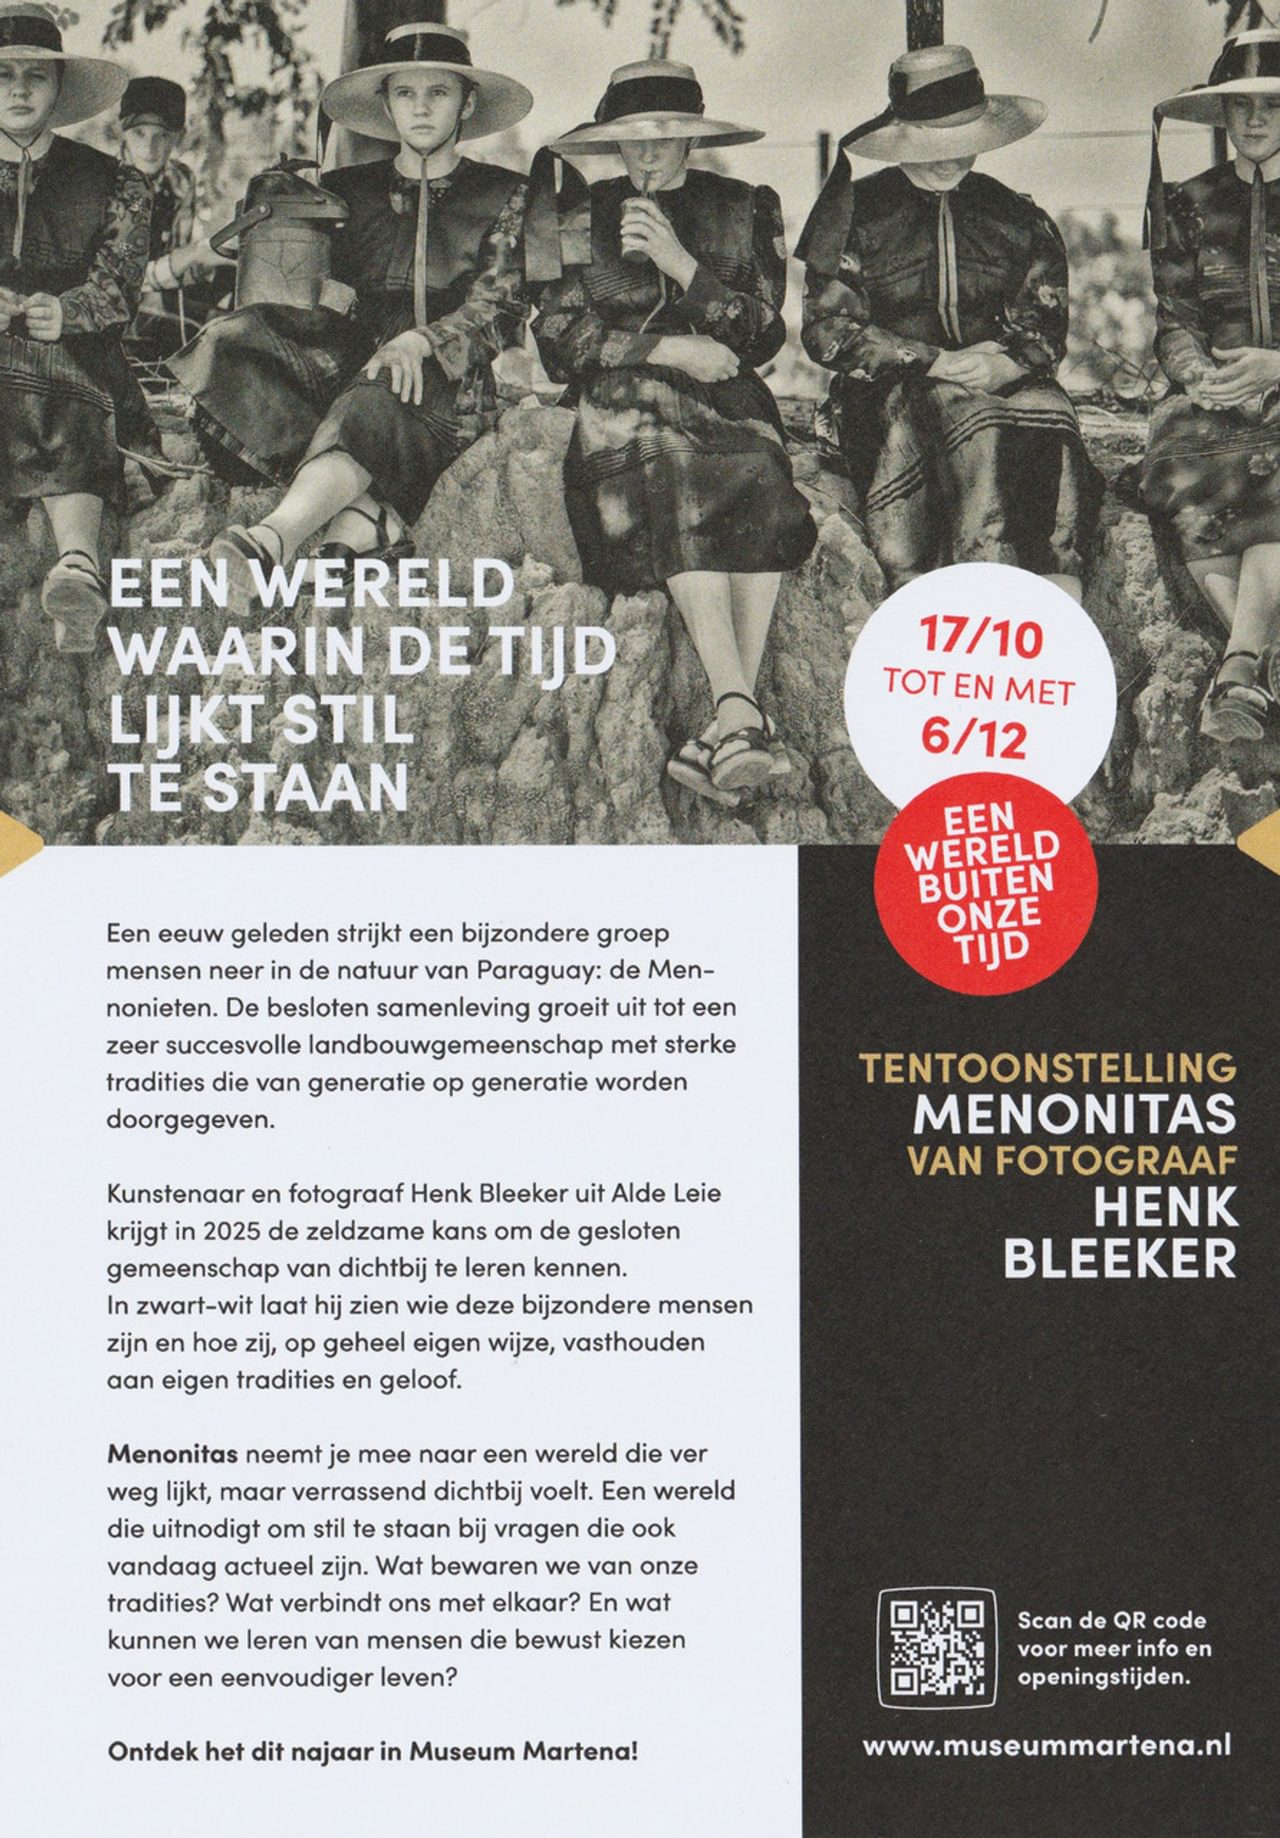 EEN WERELD
WAARIN DE TIJD
LIJKT STIL
TE STAAN
17/10
TOT EN MET
6/12
EEN
WERELD
BUITEN
ONZE
TIJD
Een eeuw geleden strijkt een bijzondere groep
mensen neer in de natuur van Paraguay: de Men-
nonieten. De besloten samenleving groeit uit tot een
zeer succesvolle landbouwgemeenschap met sterke
tradities die van generatie op generatie worden
doorgegeven.
Kunstenaar en fotograaf Henk Bleeker uit Alde Leie
krijgt in 2025 de zeldzame kans om de gesloten
gemeenschap van dichtbij te leren kennen.
In zwart-wit laat hij zien wie deze bijzondere mensen
zijn en hoe zij, op geheel eigen wijze, vasthouden
aan eigen tradities en geloof.
Menonitas neemt je mee naar een wereld die ver
weg lijkt, maar verrassend dichtbij voelt. Een wereld
die uitnodigt om stil te staan bij vragen die ook
vandaag actueel zijn. Wat bewaren we van onze
tradities? Wat verbindt ons met elkaar? En wat
kunnen we leren van mensen die bewust kiezen
voor een eenvoudiger leven?
Ontdek het dit najaar in Museum Martena!
TENTOONSTELLING
MENONITAS
VAN FOTOGRAAF
HENK
BLEEKER
Scan de QR code
voor meer info en
openingstijden.
www.museummartena.nl